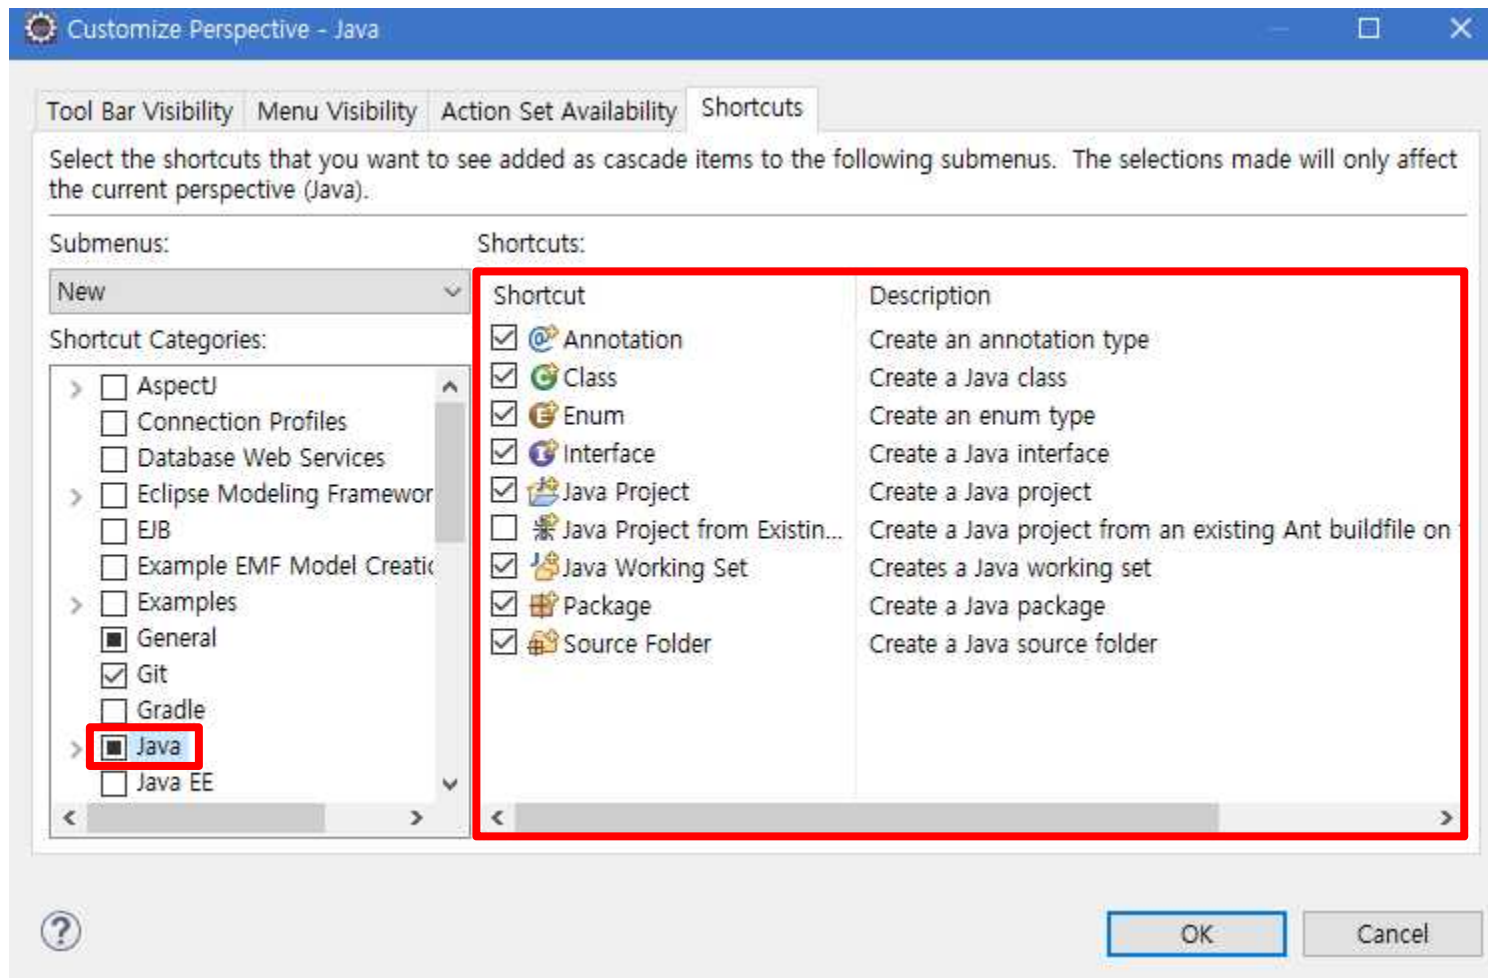 Customize Perspective - Java
Tool Bar Visibility Menu Visibility Action Set Availability Shortcuts
Select the shortcuts that you want to see added as cascade items to the following submenus. The selections made will only affect
the current perspective (Java).
Submenus:
New
Shortcut Categories:
AspectJ
Connection Profiles
Database Web Services
Eclipse Modeling Framewor
EJB
Example EMF Model Creatic
Examples
General
Git
Gradle
Java
Java EE
Shortcuts:
Shortcut Description
Annotation Create an annotation type
Class Create a Java class
Enum Create an enum type
Interface Create a Java interface
Java Project Create a Java project
Java Project from Existin... Create a Java project from an existing Ant buildfile on
Java Working Set Creates a Java working set
Package Create a Java package
Source Folder Create a Java source folder
?
OK Cancel